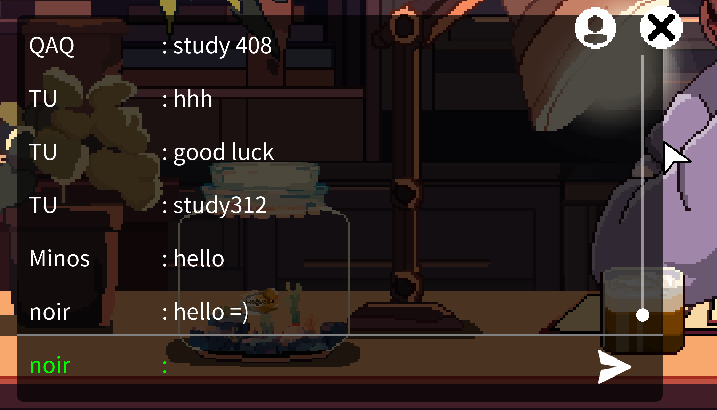 QAQ : study 408
TU : hhh
TU : good luck
TU : study312
Minos : hello
noir : hello =)
noir :